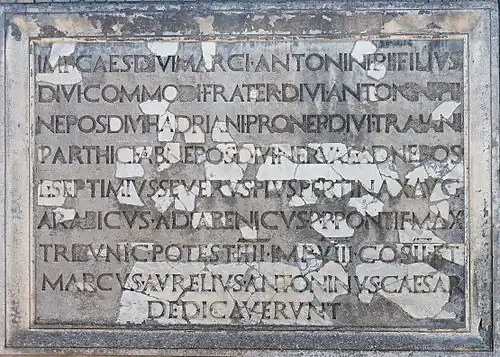 IMP·CAES·DIVI·MARCI·ANTONINI·PII·FILIVS
DIVI·COMMODI·FRATER·DIVI·ANTONINI·PII
NEPOS·DIVI·HADRIANI·PRONEP·DIVI·TRAIANI
PARTHICI·ABNEPOS·DIVI·NERVAE·ADNEPOS
L·SEPTIMIVS·SEVERVS·PIVS·PERTINAX·AVG
ARABICVS·ADIABENICVS·P·P·PONTIF·MAX
TRIBVNIC·POTEST·IIII·IMP·VIII·COS·II·ET
MARCVS·AVRELIVS·ANTONINVS·CAESAR
DEDICAVERVNT